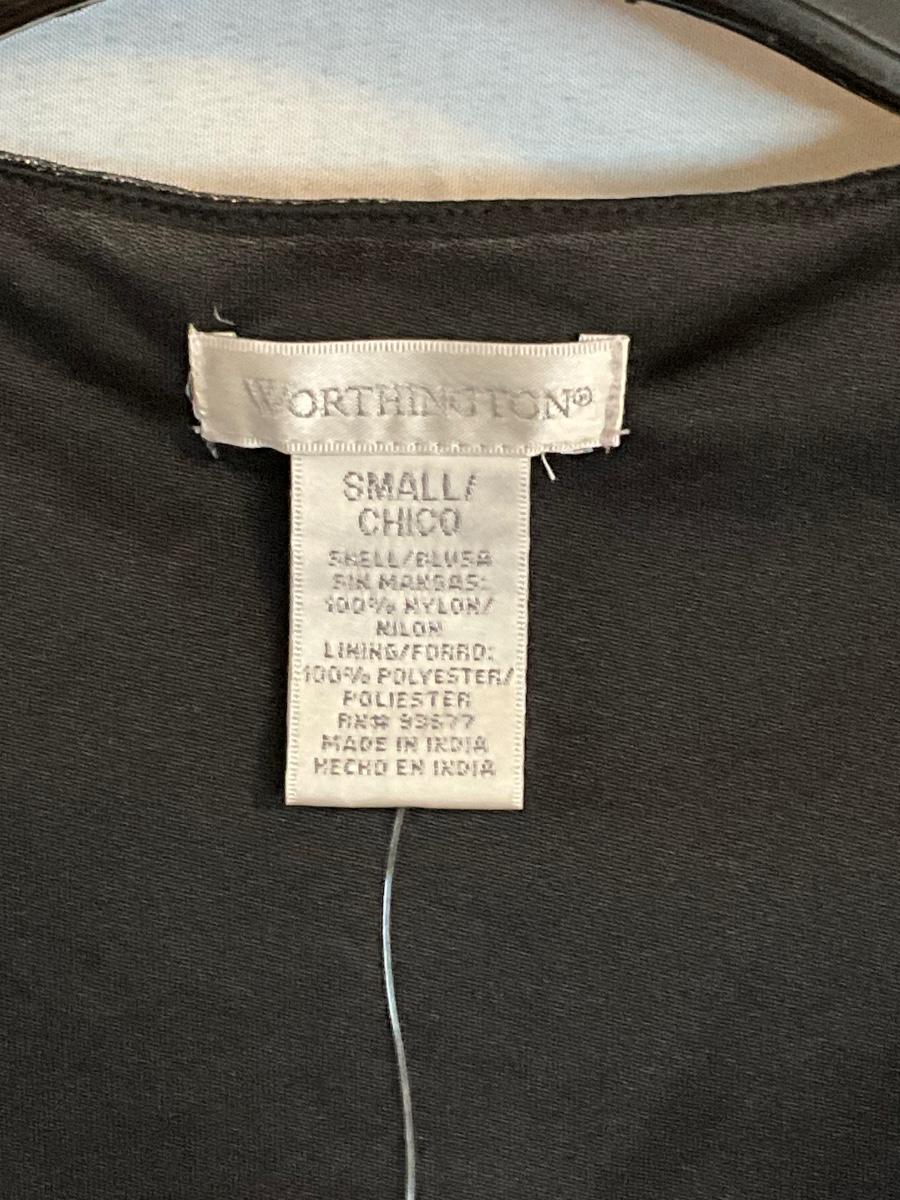 WORTHINGTON®
SMALL/
CHICO
SHELL/BLUSA
SIN MANGAS:
100% NYLON/
NILON
LINING/FORRO:
100% POLYESTER/
POLIESTER
RN# 93677
MADE IN INDIA
HECHO EN INDIA